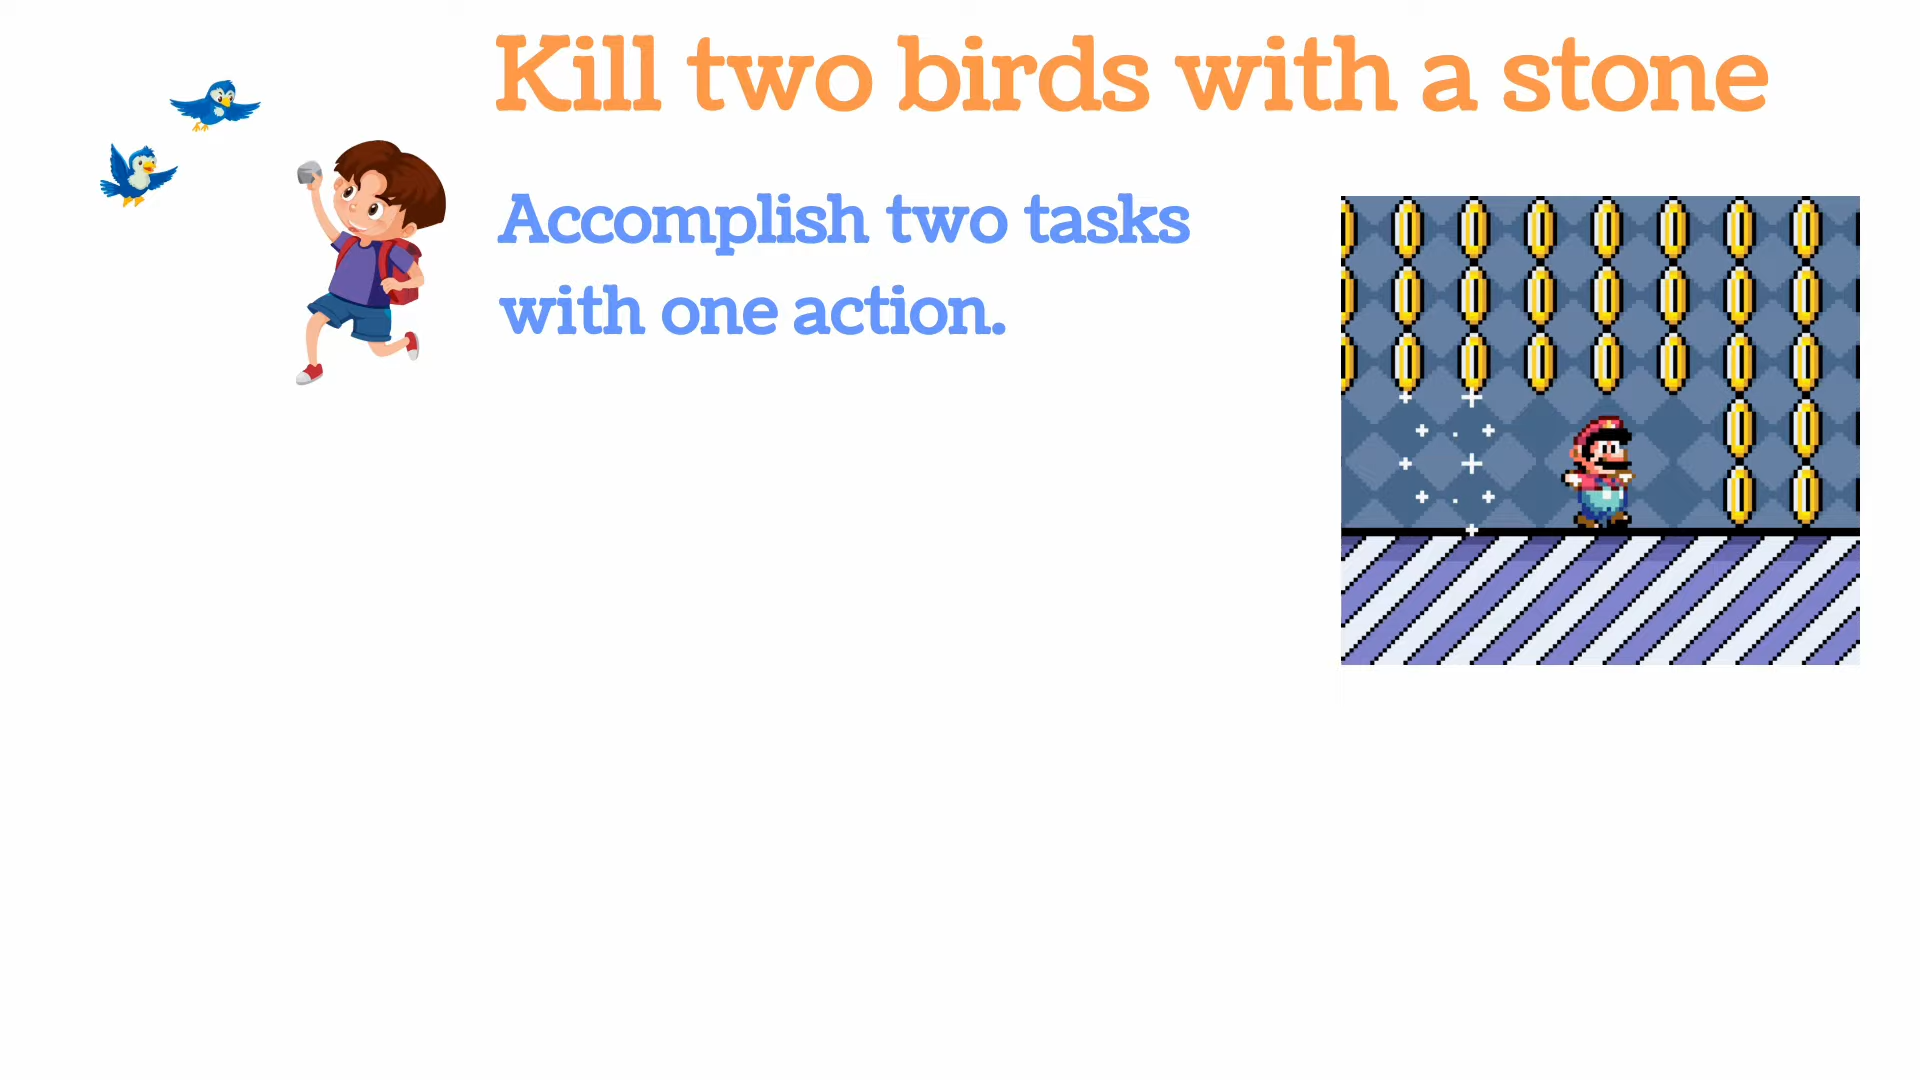 Kill two birds with a stone
Accomplish two tasks
with one action.